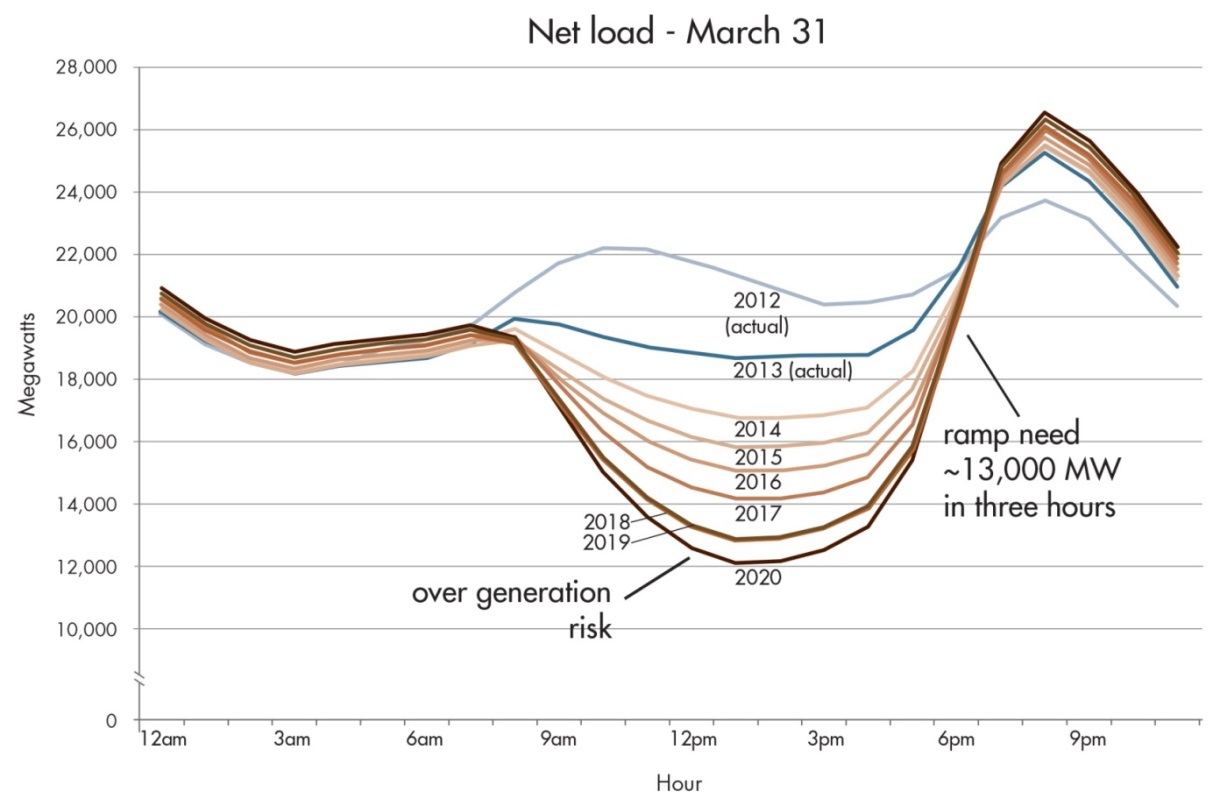 Net load - March 31
28,000
26,000
24,000
22,000
20,000
18,000
16,000
14,000
12,000
10,000
0
Megawatts
2012
(actual)
2013 (actual)
2014
2015
2016
2017
2018
2019
2020
over generation
risk
ramp need
~13,000 MW
in three hours
12am
3am
6am
9am
12pm
3pm
6pm
9pm
Hour